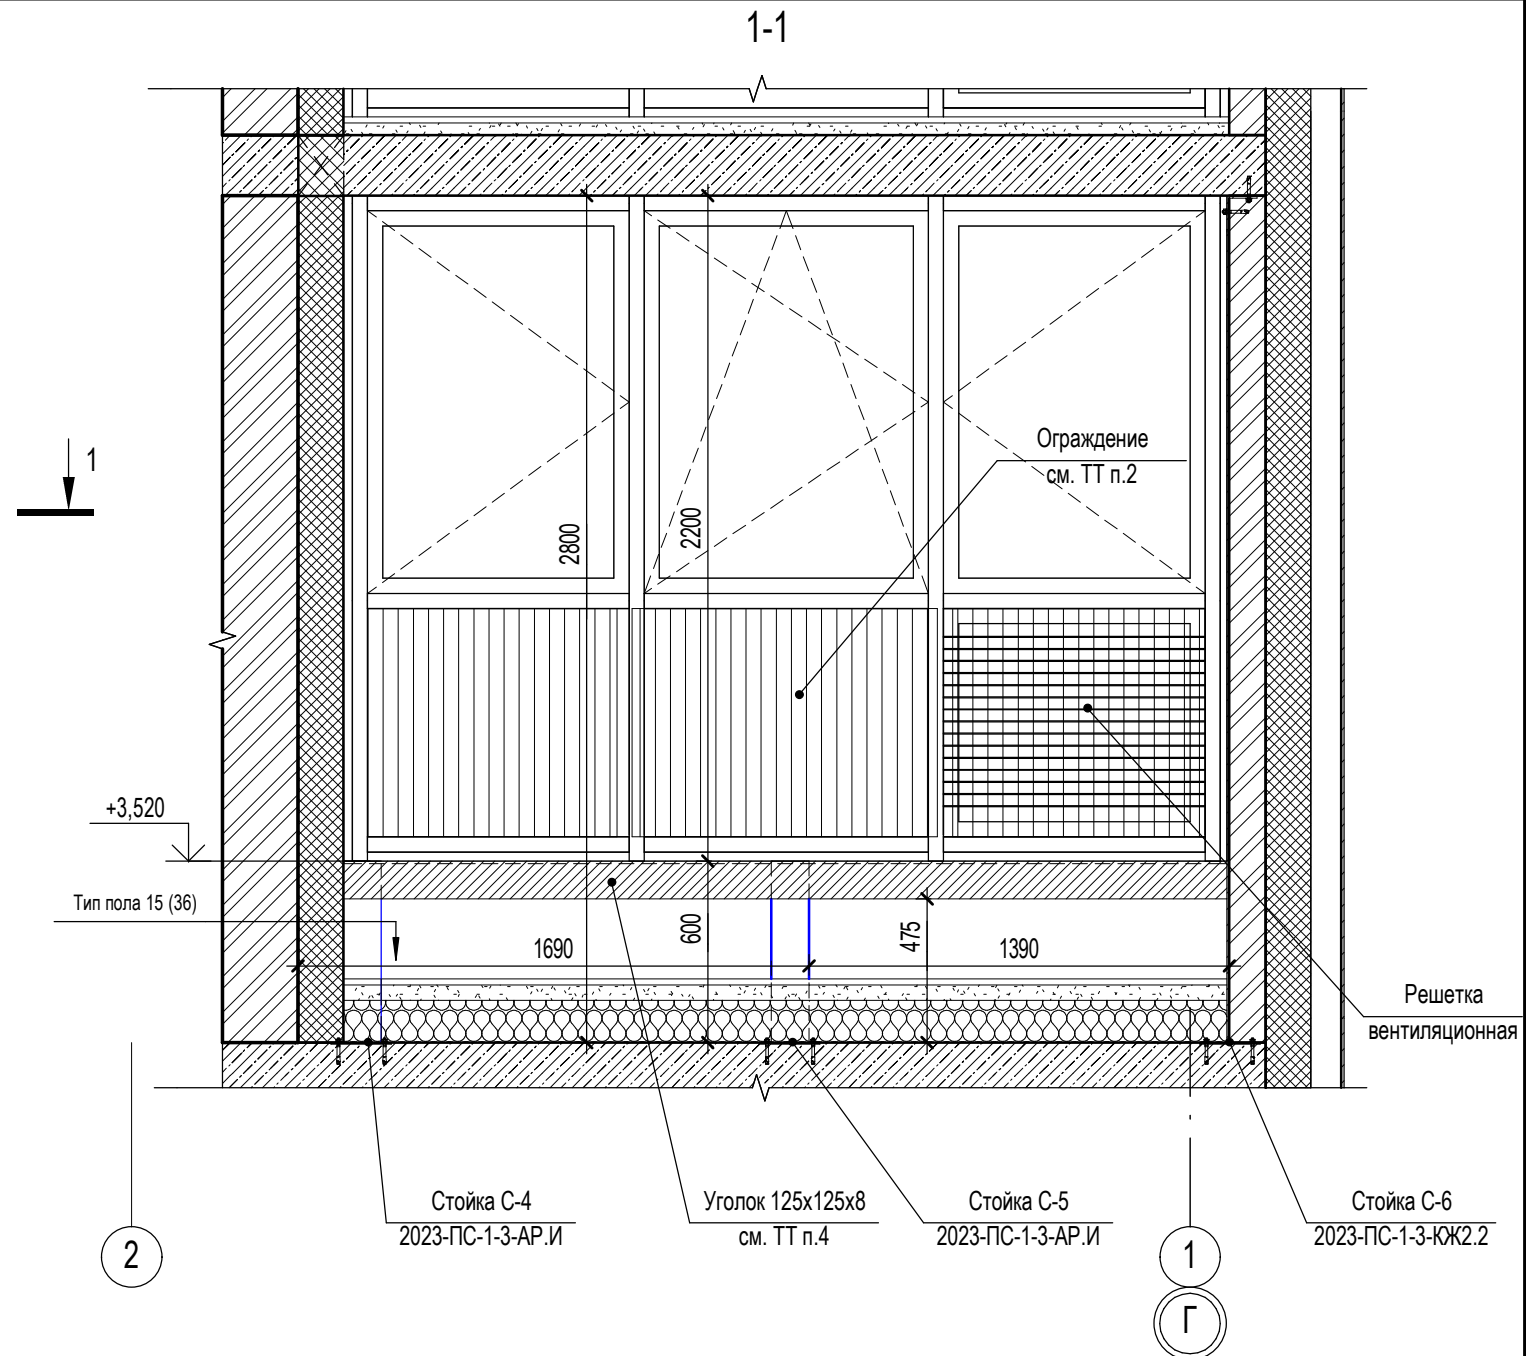 1-1
Ограждение
см. ТТ п.2
1
2800
2200
+3,520
Тип пола 15 (36)
1690
600
475
1390
Решетка
вентиляционная
Стойка С-4
2023-ПС-1-3-АР.И
Уголок 125х125х8
см. ТТ п.4
Стойка С-5
2023-ПС-1-3-АР.И
Стойка С-6
2023-ПС-1-3-КЖ2.2
2
1
Г